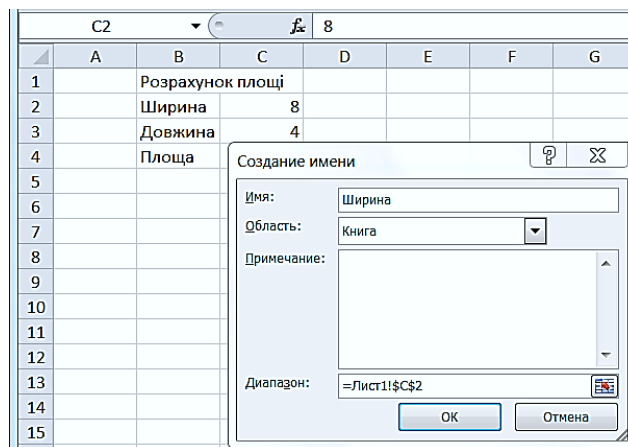 C2 fx 8
A B C D E F G
1 Розрахунок площі
2 Ширина 8
3 Довжина 4
4 Площа
Создание имени
5
6 Имя: Ширина
7 Область: Книга
8 Примечание:
9
10
11
12
13 Диапазон: =Лист1!$C$2
14 ОК Отмена
15